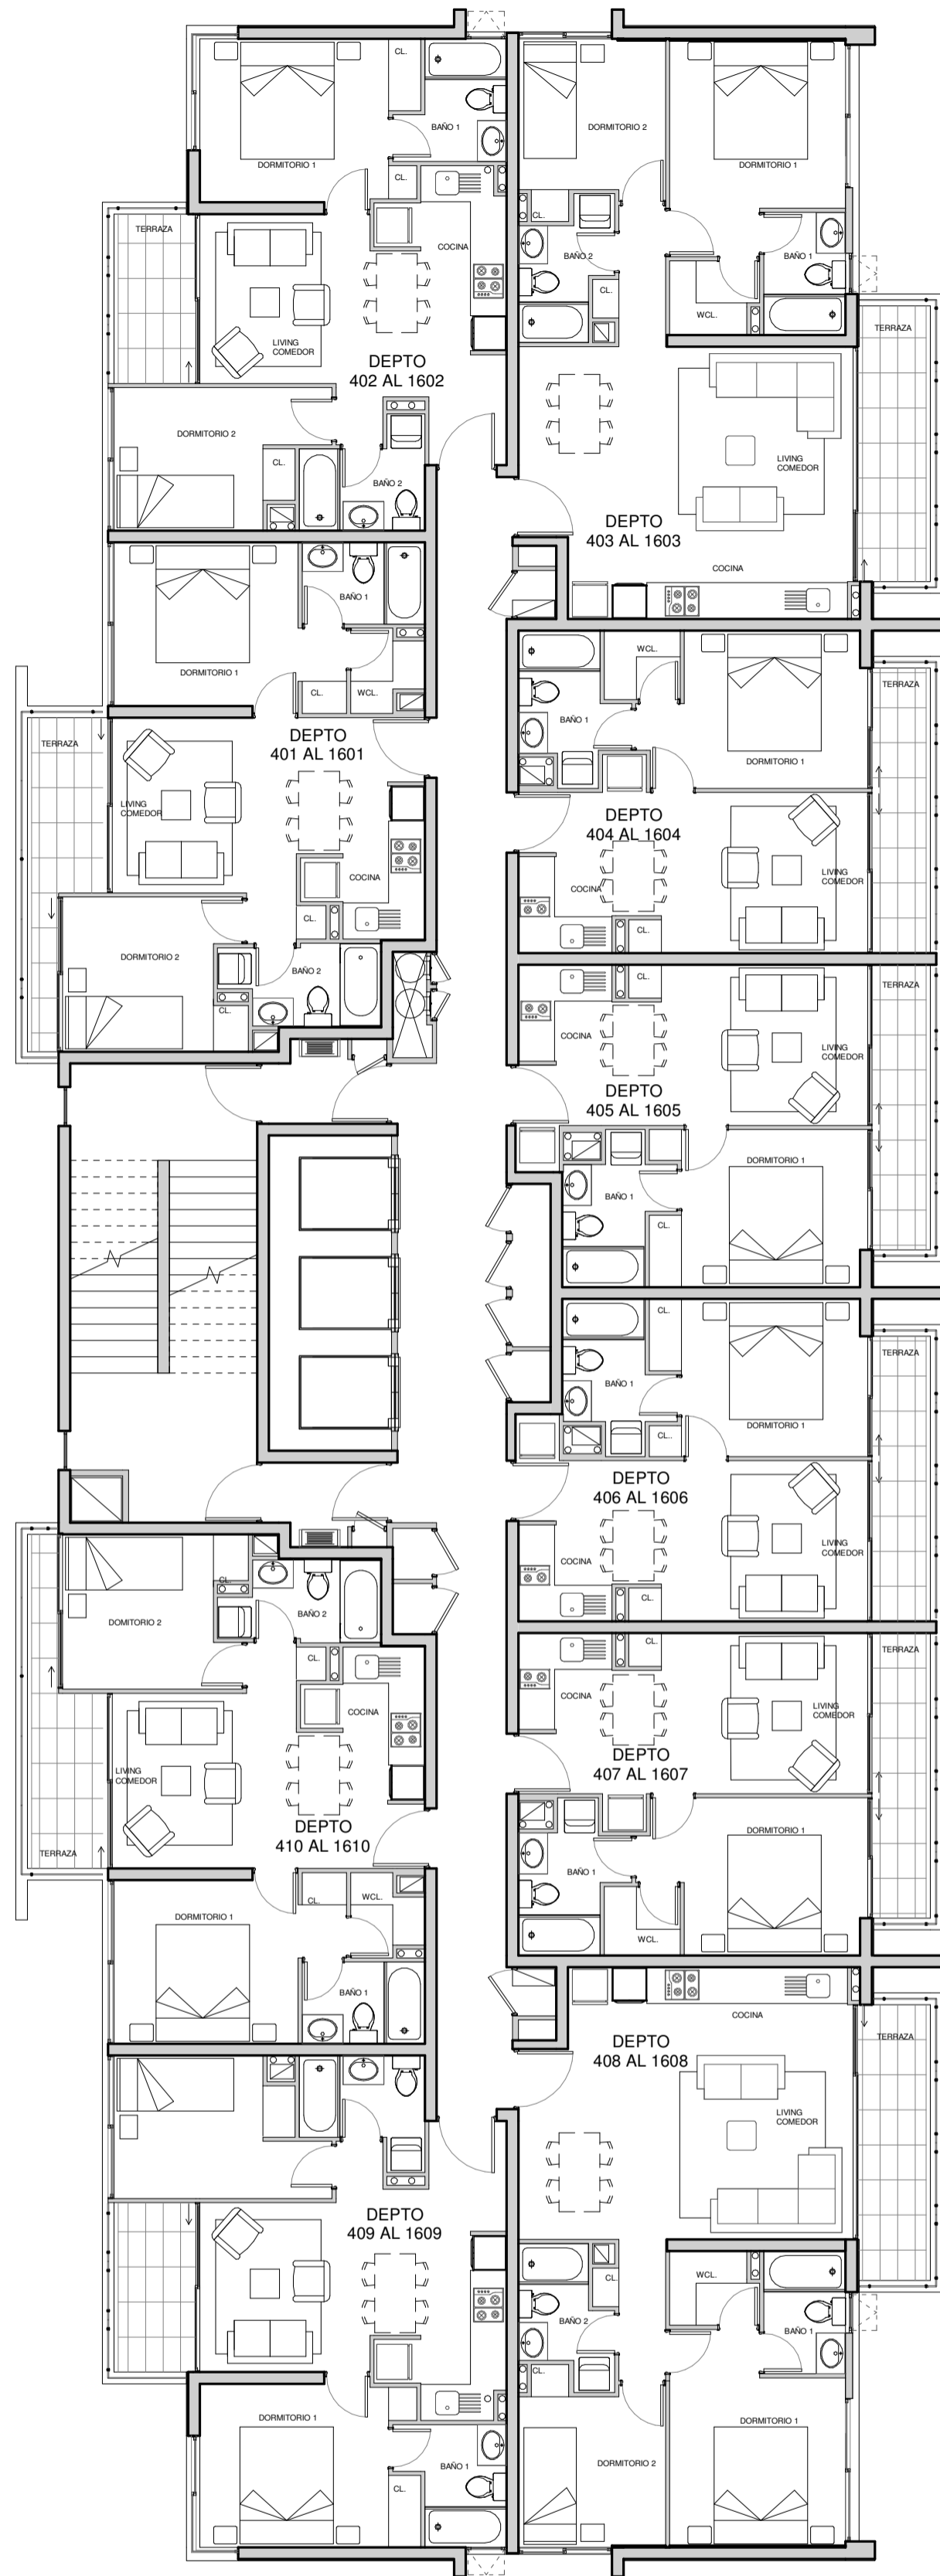 CL.
BAÑO 1
DORMITORIO 1
CL.
TERRAZA
COCINA
LIVING
COMEDOR
DEPTO
402 AL 1602
DORMITORIO 2
CL.
BAÑO 2
DORMITORIO 2
DORMITORIO 1
CL.
BAÑO 2
BAÑO 1
CL.
WCL.
TERRAZA
LIVING
COMEDOR
DEPTO
403 AL 1603
COCINA
BAÑO 1
DORMITORIO 1
CL.
WCL.
DEPTO
401 AL 1601
TERRAZA
LIVING
COMEDOR
COCINA
CL.
DORMITORIO 2
BAÑO 2
CL.
WCL.
BAÑO 1
DORMITORIO 1
TERRAZA
DEPTO
404 AL 1604
LIVING
COMEDOR
COCINA
CL.
CL.
TERRAZA
COCINA
LIVING
COMEDOR
DEPTO
405 AL 1605
DORMITORIO 1
BAÑO 1
CL.
CL.
TERRAZA
BAÑO 1
DORMITORIO 1
CL.
DEPTO
406 AL 1606
LIVING
COMEDOR
COCINA
CL.
CL.
DOMITORIO 2
BAÑO 2
CL.
COCINA
LIVING
COMEDOR
DEPTO
410 AL 1610
TERRAZA
CL.
WCL.
DORMITORIO 1
BAÑO 1
CL.
TERRAZA
COCINA
LIVING
COMEDOR
DEPTO
407 AL 1607
DORMITORIO 1
BAÑO 1
WCL.
COCINA
TERRAZA
DEPTO
408 AL 1608
LIVING
COMEDOR
DEPTO
409 AL 1609
WCL.
CL.
BAÑO 2
BAÑO 1
CL.
DORMITORIO 1
DORMITORIO 1
BAÑO 1
DORMITORIO 2
CL.